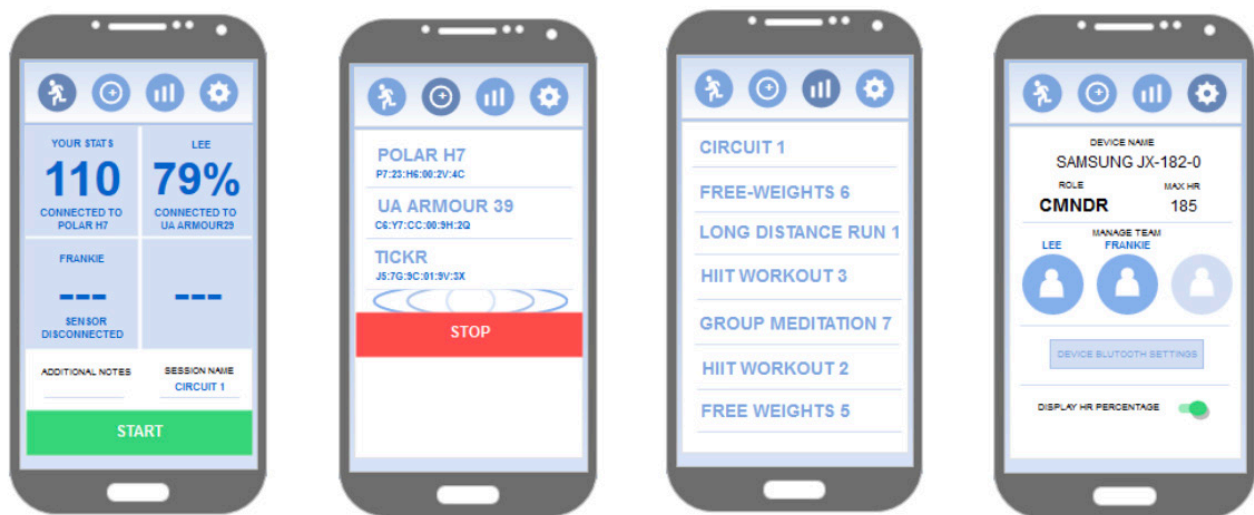 YOUR STATS
110
CONNECTED TO
POLAR H7
LEE
79%
CONNECTED TO
UA ARMOUR29
FRANKIE
---
SENSOR
DISCONNECTED
---
ADDITIONAL NOTES
SESSION NAME
CIRCUIT 1
START
POLAR H7
P7:23:H6:00:2V:4C
UA ARMOUR 39
C6:Y7:CC:00:9H:2Q
TICKR
J5:7G:9C:01:9V:3X
STOP
CIRCUIT 1
FREE-WEIGHTS 6
LONG DISTANCE RUN 1
HIIT WORKOUT 3
GROUP MEDITATION 7
HIIT WORKOUT 2
FREE WEIGHTS 5
DEVICE NAME
SAMSUNG JX-182-0
ROLE
CMNDR
MAX HR
185
MANAGE TEAM
LEE
FRANKIE
DEVICE BLUTOOTH SETTINGS
DISPLAY HR PERCENTAGE